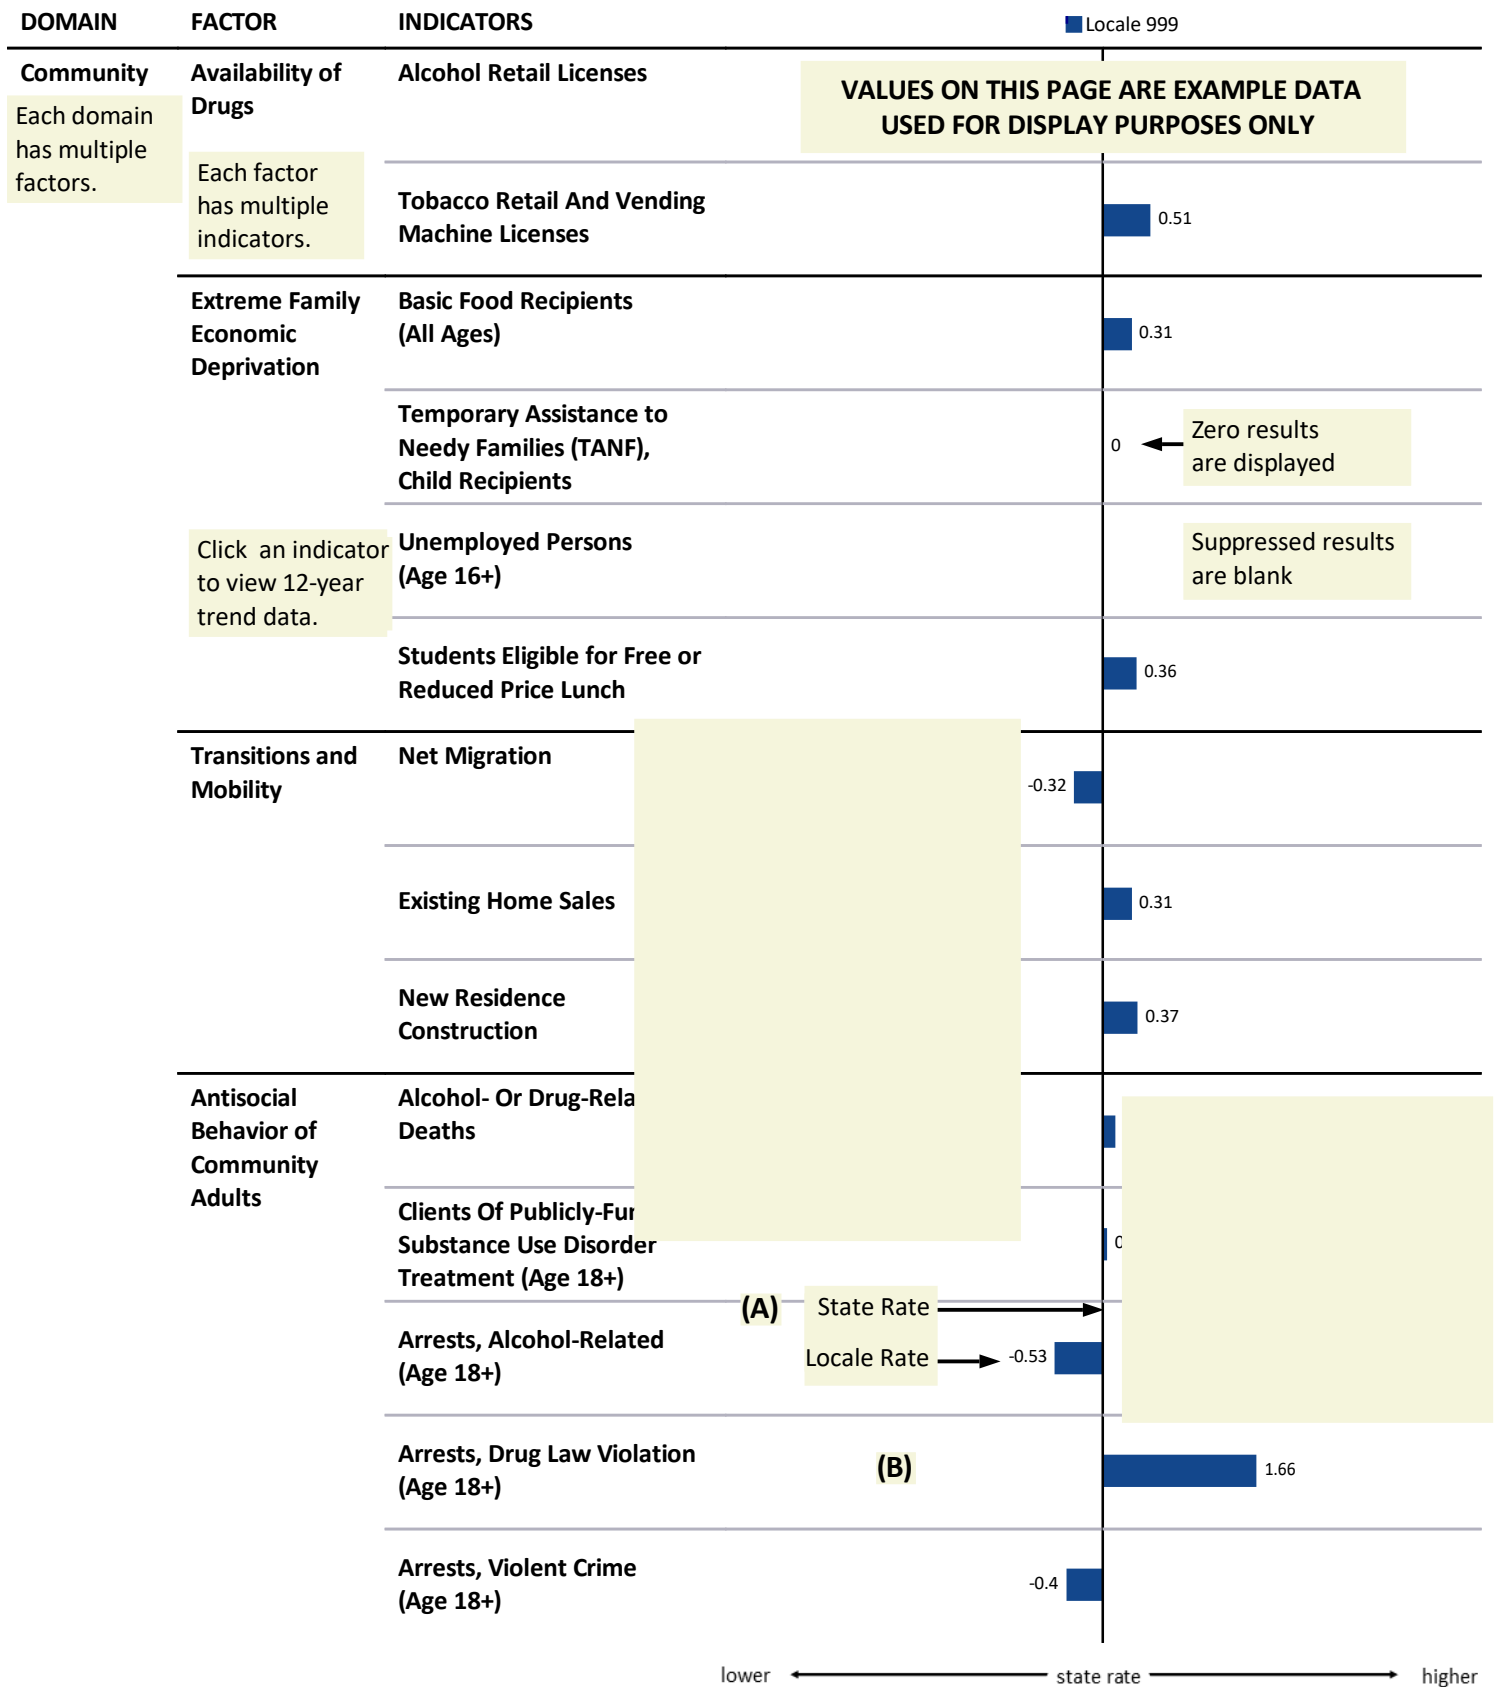 DOMAIN FACTOR INDICATORS Locale 999
Community Availability of Alcohol Retail Licenses
Drugs
VALUES ON THIS PAGE ARE EXAMPLE DATA
USED FOR DISPLAY PURPOSES ONLY
Each domain
has multiple
factors.
Each factor
has multiple
indicators.
Tobacco Retail And Vending
Machine Licenses
0.51
Extreme Family
Economic
Deprivation
Basic Food Recipients
(All Ages)
0.31
Temporary Assistance to
Needy Families (TANF),
Child Recipients
0
Zero results
are displayed
Click an indicator
to view 12-year
trend data.
Unemployed Persons
(Age 16+)
Suppressed results
are blank
Students Eligible for Free or
Reduced Price Lunch
0.36
Transitions and
Mobility
Net Migration
-0.32
Existing Home Sales
0.31
New Residence
Construction
0.37
Antisocial
Behavior of
Community
Adults
Alcohol- Or Drug-Rela
Deaths
Clients Of Publicly-Fu
Substance Use Disorder
Treatment (Age 18+)
0
(A) State Rate
Locale Rate
Arrests, Alcohol-Related
(Age 18+)
-0.53
Arrests, Drug Law Violation
(Age 18+)
(B)
1.66
Arrests, Violent Crime
(Age 18+)
-0.4
lower state rate higher